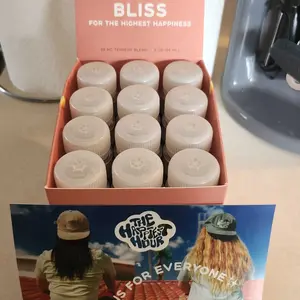 BLISS
FOR THE HIGHEST HAPPINESS
THE
HAPPIEST
HOUR
IS FOR EVERYONE